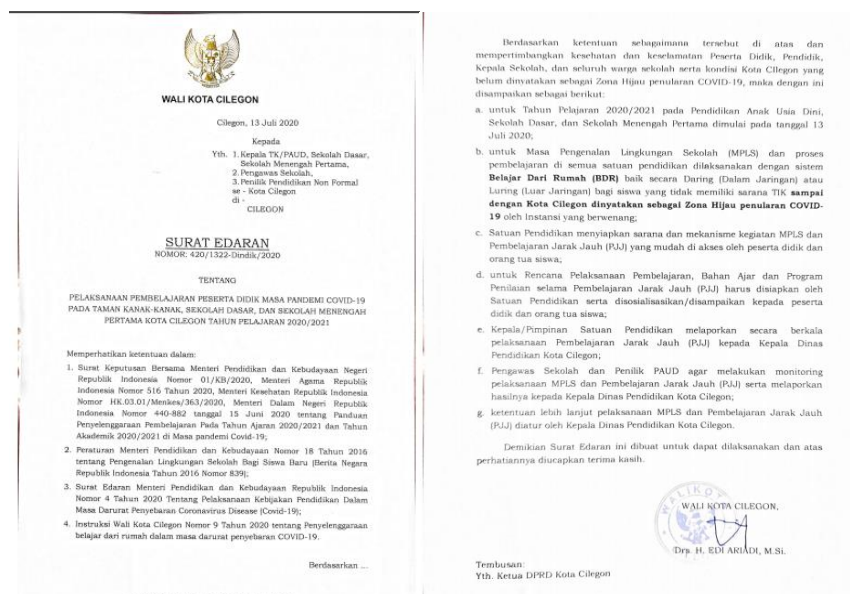 WALI KOTA CILEGON
Cilegon, 13 Juli 2020
Kepada
Yth. 1. Kepala TK/PAUD, Sekolah Dasar,
Sekolah Menengah Pertama,
2. Pengawas Sekolah,
3. Penilik Pendidikan Non Formal
se - Kota Cilegon
di -
CILEGON
SURAT EDARAN
NOMOR: 420/1322-Dindik/2020
TENTANG
PELAKSANAAN PEMBELAJARAN PESERTA DIDIK MASA PANDEMI COVID-19
PADA TAMAN KANAK-KANAK, SEKOLAH DASAR, DAN SEKOLAH MENENGAH
PERTAMA KOTA CILEGON TAHUN PELAJARAN 2020/2021
Memperhatikan ketentuan dalam:
1. Surat Keputusan Bersama Menteri Pendidikan dan Kebudayaan Negeri
Republik Indonesia Nomor 01/KB/2020, Menteri Agama Republik
Indonesia Nomor 516 Tahun 2020, Menteri Kesehatan Republik Indonesia
Nomor HK.03.01/Menkes/363/2020, Menteri Dalam Negeri Republik
Indonesia Nomor 440-882 tanggal 15 Juni 2020 tentang Panduan
Penyelenggaraan Pembelajaran Pada Tahun Ajaran 2020/2021 dan Tahun
Akademik 2020/2021 di Masa pandemi Covid-19;
2. Peraturan Menteri Pendidikan dan Kebudayaan Nomor 18 Tahun 2016
tentang Pengenalan Lingkungan Sekolah Bagi Siswa Baru (Berita Negara
Republik Indonesia Tahun 2016 Nomor 839);
3. Surat Edaran Menteri Pendidikan dan Kebudayaan Republik Indonesia
Nomor 4 Tahun 2020 Tentang Pelaksanaan Kebijakan Pendidikan Dalam
Masa Darurat Penyebaran Coronavirus Disease (Covid-19);
4. Instruksi Wali Kota Cilegon Nomor 9 Tahun 2020 tentang Penyelenggaraan
belajar dari rumah dalam masa darurat penyebaran COVID-19.
Berdasarkan ...
Berdasarkan ketentuan sebagaimana tersebut di atas dan
mempertimbangkan kesehatan dan keselamatan Peserta Didik, Pendidik,
Kepala Sekolah, dan seluruh warga sekolah serta kondisi Kota Cilegon yang
belum dinyatakan sebagai Zona Hijau penularan COVID-19, maka dengan ini
disampaikan sebagai berikut:
a. untuk Tahun Pelajaran 2020/2021 pada Pendidikan Anak Usia Dini,
Sekolah Dasar, dan Sekolah Menengah Pertama dimulai pada tanggal 13
Juli 2020;
b. untuk Masa Pengenalan Lingkungan Sekolah (MPLS) dan proses
pembelajaran di semua satuan pendidikan dilaksanakan dengan sistem
Belajar Dari Rumah (BDR) baik secara Daring (Dalam Jaringan) atau
Luring (Luar Jaringan) bagi siswa yang tidak memiliki sarana TIK sampai
dengan Kota Cilegon dinyatakan sebagai Zona Hijau penularan COVID-
19 oleh Instansi yang berwenang;
c. Satuan Pendidikan menyiapkan sarana dan mekanisme kegiatan MPLS dan
Pembelajaran Jarak Jauh (PJJ) yang mudah di akses oleh peserta didik dan
orang tua siswa;
d. untuk Rencana Pelaksanaan Pembelajaran, Bahan Ajar dan Program
Penilaian selama Pembelajaran Jarak Jauh (PJJ) harus disiapkan oleh
Satuan Pendidikan serta disosialisasikan/disampaikan kepada peserta
didik dan orang tua siswa;
e. Kepala/Pimpinan Satuan Pendidikan melaporkan secara berkala
pelaksanaan Pembelajaran Jarak Jauh (PJJ) kepada Kepala Dinas
Pendidikan Kota Cilegon;
f. Pengawas Sekolah dan Penilik PAUD agar melakukan monitoring
pelaksanaan MPLS dan Pembelajaran Jarak Jauh (PJJ) serta melaporkan
hasilnya kepada Kepala Dinas Pendidikan Kota Cilegon;
g. ketentuan lebih lanjut pelaksanaan MPLS dan Pembelajaran Jarak Jauh
(PJJ) diatur oleh Kepala Dinas Pendidikan Kota Cilegon.
Demikian Surat Edaran ini dibuat untuk dapat dilaksanakan dan atas
perhatiannya diucapkan terima kasih.
WALI KOTA CILEGON,
Drs. H. EDI ARIADI, M.Si.
Tembusan:
Yth. Ketua DPRD Kota Cilegon